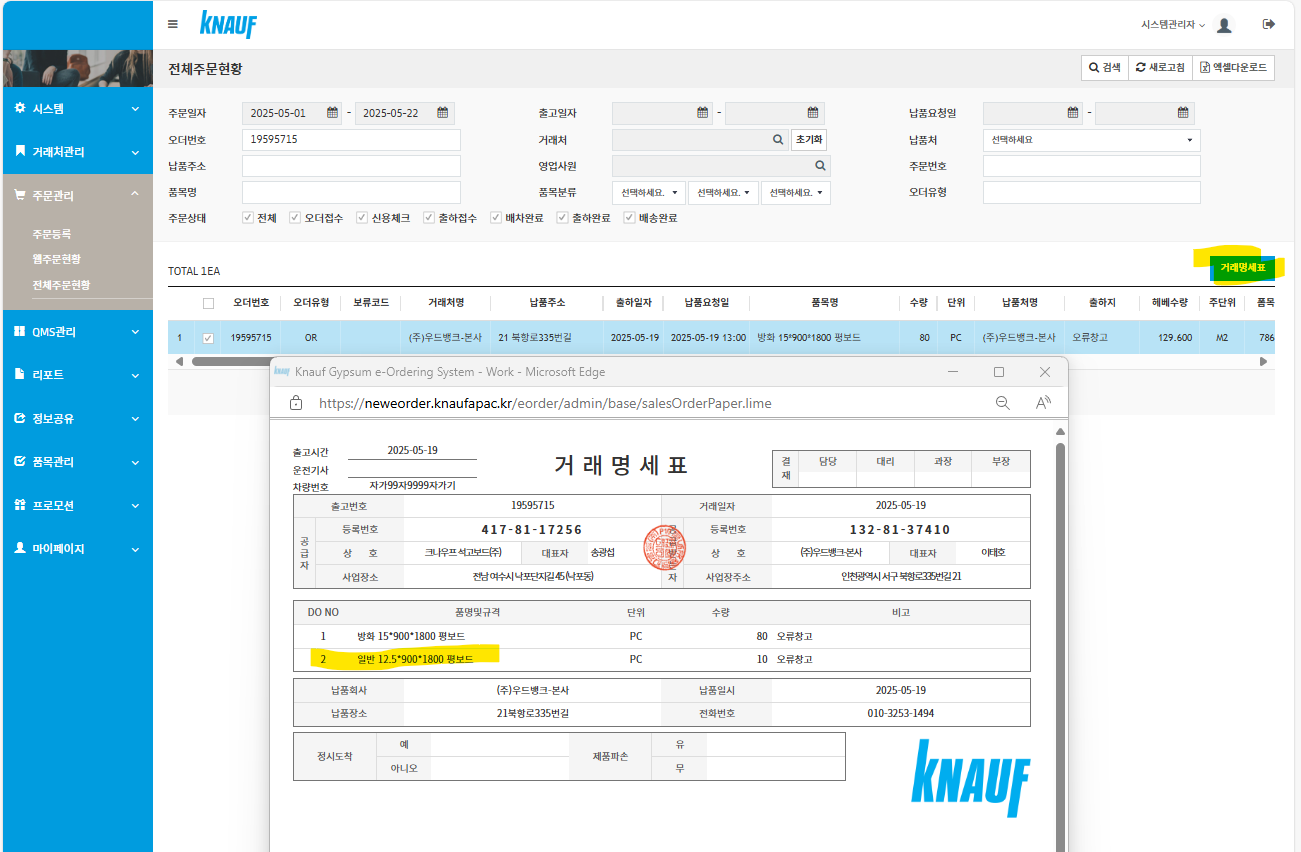 KNAUF
시스템관리자
전체주문현황
검색 새로고침 엑셀다운로드
시스템
거래처관리
주문관리
주문등록
웹주문현황
전체주문현황
QMS관리
리포트
정보공유
품목관리
프로모션
마이페이지
주문일자 2025-05-01 - 2025-05-22 출고일자 - 납품요청일 -
오더번호 19595715 거래처 초기화 납품처 선택하세요
납품주소 영업사원 주문번호
품목명 품목분류 선택하세요. 선택하세요. 선택하세요. 오더유형
주문상태 전체 오더접수 신용체크 출하접수 배차완료 출하완료 배송완료
TOTAL 1EA 거래명세표
오더번호 오더유형 보류코드 거래처명 납품주소 출하일자 납품요청일 품목명 수량 단위 납품처명 출하지 헤베수량 주단위 품목
1 19595715 OR (주)우드뱅크-본사 21 북항로335번길 2025-05-19 2025-05-19 13:00 방화 15*900*1800 평보드 80 PC (주)우드뱅크-본사 오류창고 129.600 M2 786
knauf Knauf Gypsum e-Ordering System - Work - Microsoft Edge
https://neweorder.knaufapac.kr/eorder/admin/base/salesOrderPaper.lime
출고시간 2025-05-19
운전기사
차량번호 자가99자9999자가기
거 래 명 세 표
결재 담당 대리 과장 부장
출고번호 19595715 거래일자 2025-05-19
공급자 등록번호 417-81-17256 등록번호 132-81-37410
상 호 크나우프 석고보드(주) 대표자 송광섭 상 호 (주)우드뱅크-본사 대표자 이태호
사업장소 전남 여수시 낙포단지길 45 (낙포동) 자 사업장주소 인천광역시 서구 북항로335번길 21
DO NO 품명및규격 단위 수량 비고
1 방화 15*900*1800 평보드 PC 80 오류창고
2 일반 12.5*900*1800 평보드 PC 10 오류창고
납품회사 (주)우드뱅크-본사 납품일시 2025-05-19
납품장소 21북항로335번길 전화번호 010-3253-1494
정시도착 예 제품파손 유
아니오 무
KNAUF